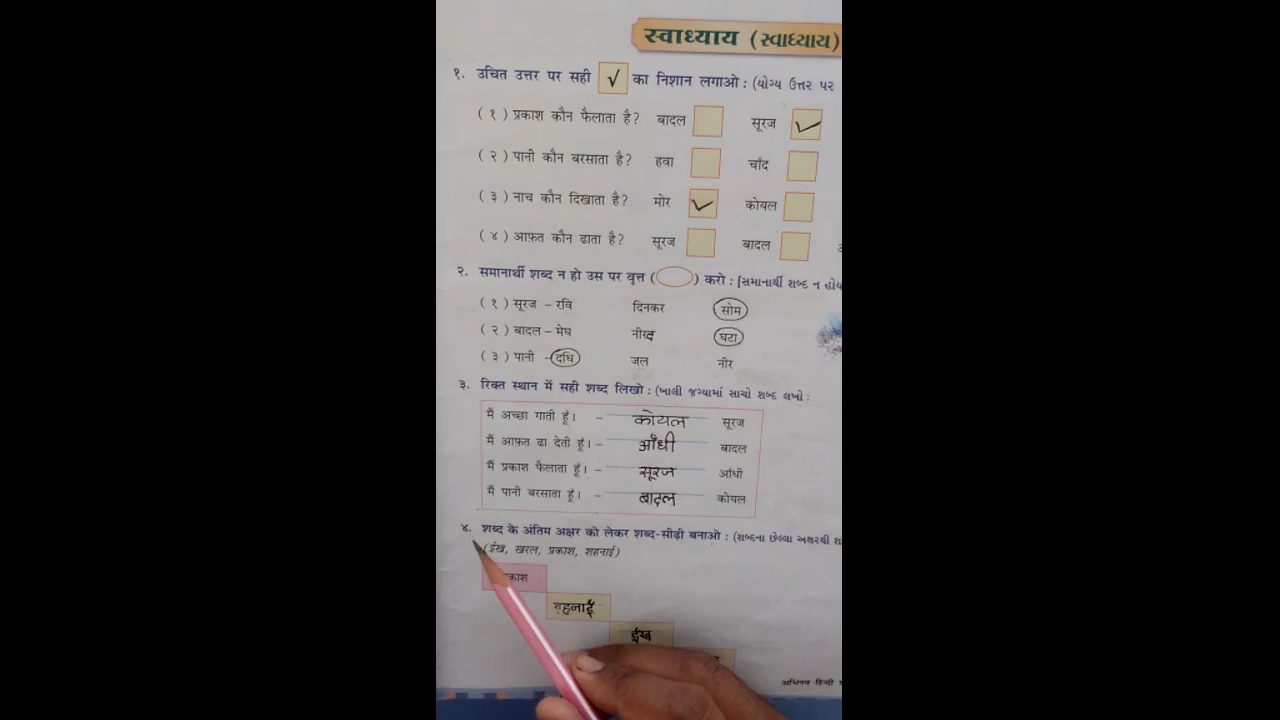 स्वाध्याय (સ્વાધ્યાય)
१. उचित उत्तर पर सही √ का निशान लगाओ : (યોગ્ય ઉત્તર પર
( १ ) प्रकाश कौन फैलाता है? बादल सूरज ✓
( २ ) पानी कौन बरसाता है? हवा चाँद
( ३ ) नाच कौन दिखाता है? मोर ✓ कोयल
( ४ ) आफ़त कौन ढाता है? सूरज बादल
२. समानार्थी शब्द न हो उस पर वृत्त ( ) करो : [સમાનાર્થી શબ્દ ન હોય
( १ ) सूरज – रवि दिनकर सोम
( २ ) बादल – मेघ नीरद घटा
( ३ ) पानी – दधि जल नीर
३. रिक्त स्थान में सही शब्द लिखो : (ખાલી જગ્યામાં સાચો શબ્દ લખો :
मैं अच्छा गाती हूँ। – कोयल सूरज
मैं आफ़त ढा देती हूँ। – आँधी बादल
मैं प्रकाश फैलाता हूँ। – सूरज आँधी
मैं पानी बरसाता हूँ। – बादल कोयल
४. शब्द के अंतिम अक्षर को लेकर शब्द-सीढ़ी बनाओ : (શબ્દના છેલ્લા અક્ષરથી
(ईख, खरल, प्रकाश, शहनाई)
काश
शहनाई
ईख
अभिनव हिन्दी